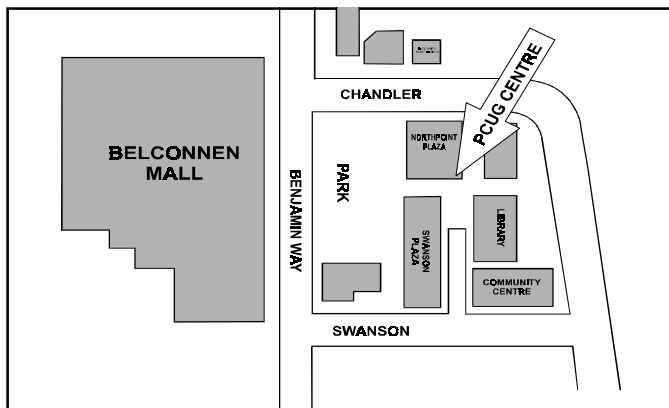 CHANDLER
PCUG CENTRE
NORTHPOINT
PLAZA
BELCONNEN
MALL
BENJAMIN WAY
PARK
SWANSON
PLAZA
LIBRARY
COMMUNITY
CENTRE
SWANSON